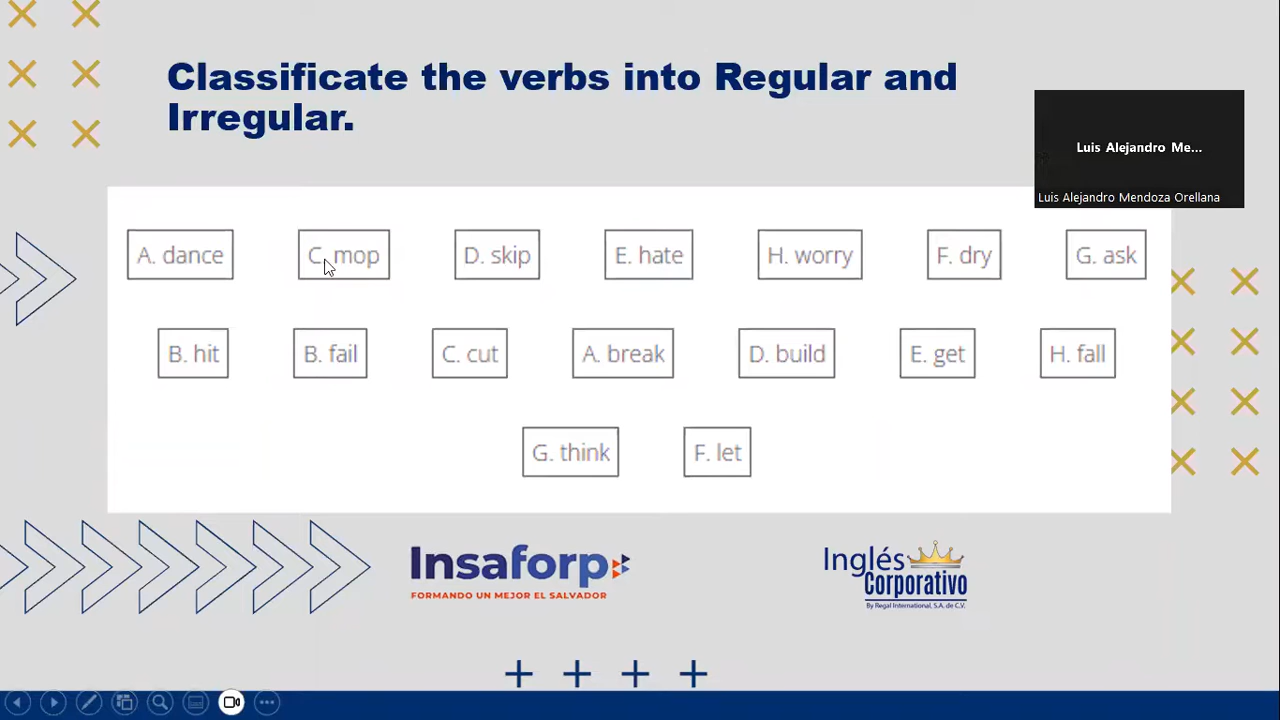 Classificate the verbs into Regular and
Irregular.
Luis Alejandro Me...
Luis Alejandro Mendoza Orellana
A. dance
C. mop
D. skip
E. hate
H. worry
F. dry
G. ask
B. hit
B. fail
C. cut
A. break
D. build
E. get
H. fall
G. think
F. let
Insaforp
FORMANDO UN MEJOR EL SALVADOR
Inglés
Corporativo
By Regal International, S.A. de C.V.